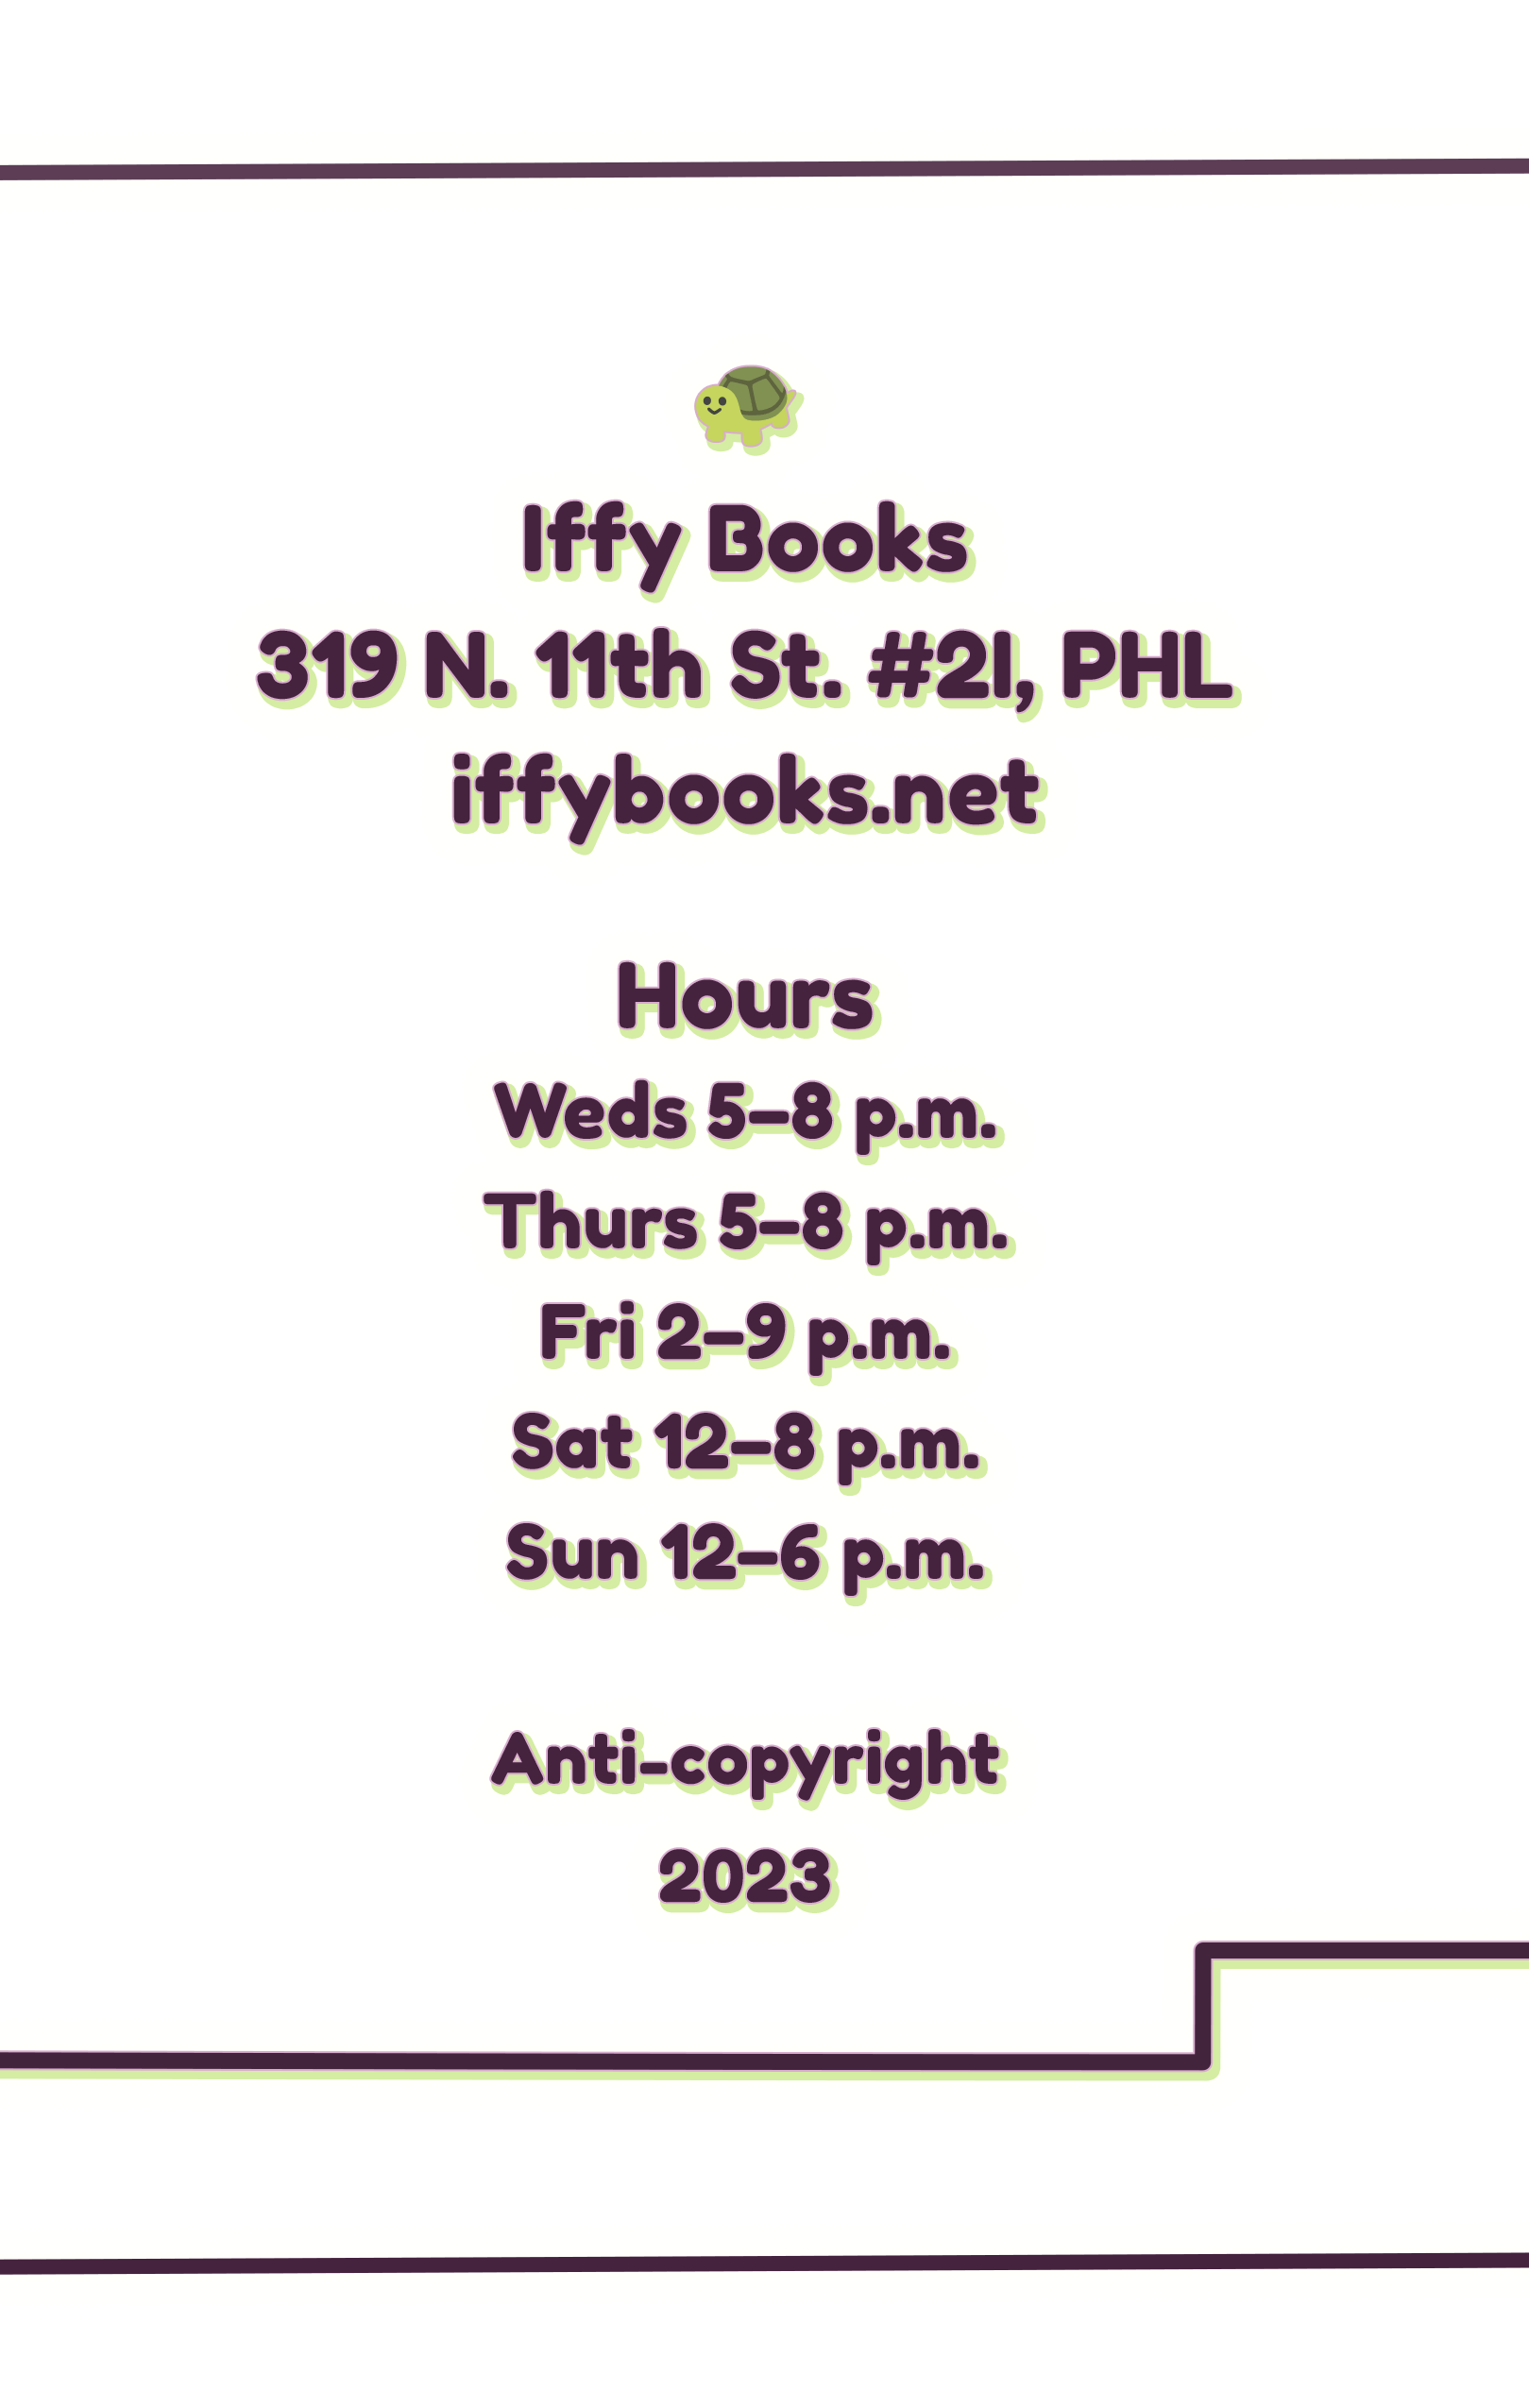 Iffy Books
319 N. 11th St. #2I, PHL
iffybooks.net
Hours
Weds 5–8 p.m.
Thurs 5–8 p.m.
Fri 2–9 p.m.
Sat 12–8 p.m.
Sun 12–6 p.m.
Anti-copyright
2023